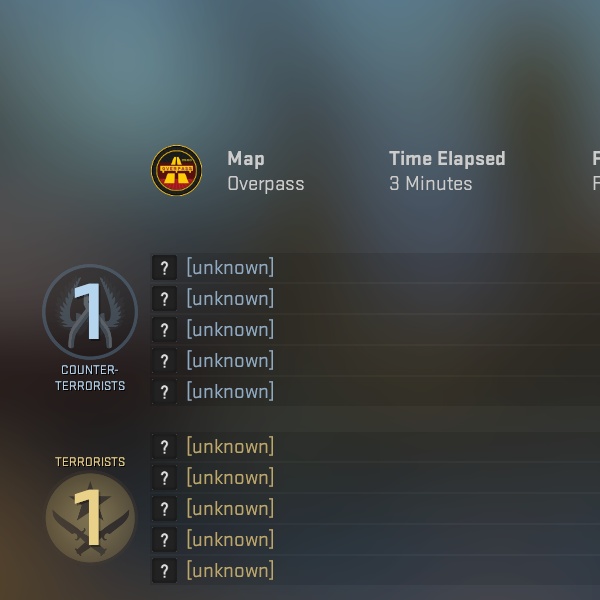 OVERPASS
Map
Overpass
Time Elapsed
3 Minutes
1
COUNTER-
TERRORISTS
? [unknown]
? [unknown]
? [unknown]
? [unknown]
? [unknown]
TERRORISTS
1
? [unknown]
? [unknown]
? [unknown]
? [unknown]
? [unknown]